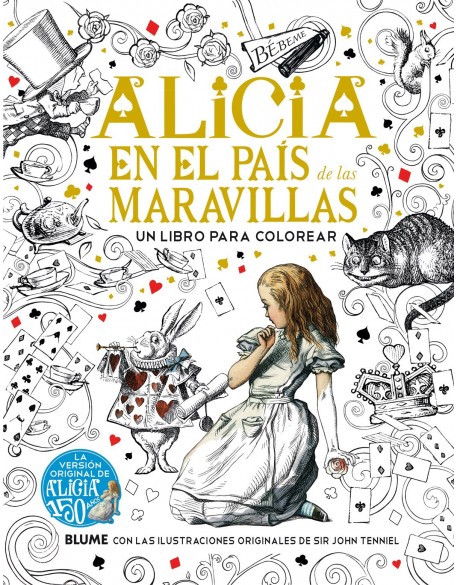 BÉBEME
ALiCiA
EN EL PAÍS de las
MARAVILLAS
UN LIBRO PARA COLOREAR
LA
VERSIÓN
ORIGINAL DE
ALICIA
150
BLUME CON LAS ILUSTRACIONES ORIGINALES DE SIR JOHN TENNIEL